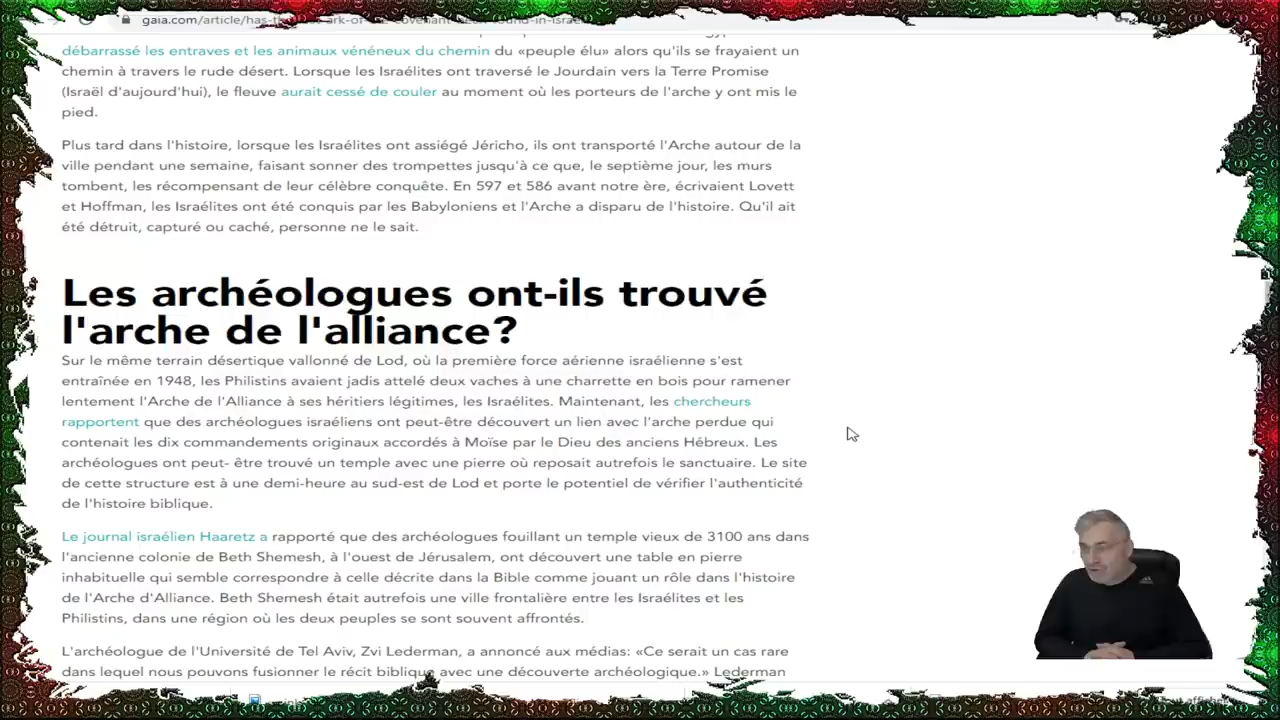 gaia.com/article/has-
débarrassé les entraves et les animaux vénéneux du chemin du «peuple élu» alors qu'ils se frayaient un
chemin à travers le rude désert. Lorsque les Israélites ont traversé le Jourdain vers la Terre Promise
(Israël d'aujourd'hui), le fleuve aurait cessé de couler au moment où les porteurs de l'arche y ont mis le
pied.
Plus tard dans l'histoire, lorsque les Israélites ont assiégé Jéricho, ils ont transporté l'Arche autour de la
ville pendant une semaine, faisant sonner des trompettes jusqu'à ce que, le septième jour, les murs
tombent, les récompensant de leur célèbre conquête. En 597 et 586 avant notre ère, écrivaient Lovett
et Hoffman, les Israélites ont été conquis par les Babyloniens et l'Arche a disparu de l'histoire. Qu'il ait
été détruit, capturé ou caché, personne ne le sait.
Les archéologues ont-ils trouvé
l'arche de l'alliance?
Sur le même terrain désertique vallonné de Lod, où la première force aérienne israélienne s'est
entraînée en 1948, les Philistins avaient jadis attelé deux vaches à une charrette en bois pour ramener
lentement l'Arche de l'Alliance à ses héritiers légitimes, les Israélites. Maintenant, les chercheurs
rapportent que des archéologues israéliens ont peut-être découvert un lien avec l'arche perdue qui
contenait les dix commandements originaux accordés à Moïse par le Dieu des anciens Hébreux. Les
archéologues ont peut- être trouvé un temple avec une pierre où reposait autrefois le sanctuaire. Le site
de cette structure est à une demi-heure au sud-est de Lod et porte le potentiel de vérifier l'authenticité
de l'histoire biblique.
Le journal israélien Haaretz a rapporté que des archéologues fouillant un temple vieux de 3100 ans dans
l'ancienne colonie de Beth Shemesh, à l'ouest de Jérusalem, ont découvert une table en pierre
inhabituelle qui semble correspondre à celle décrite dans la Bible comme jouant un rôle dans l'histoire
de l'Arche d'Alliance. Beth Shemesh était autrefois une ville frontalière entre les Israélites et les
Philistins, dans une région où les deux peuples se sont souvent affrontés.
L'archéologue de l'Université de Tel Aviv, Zvi Lederman, a annoncé aux médias: «Ce serait un cas rare
dans lequel nous pouvons fusionner le récit biblique avec une découverte archéologique.» Lederman